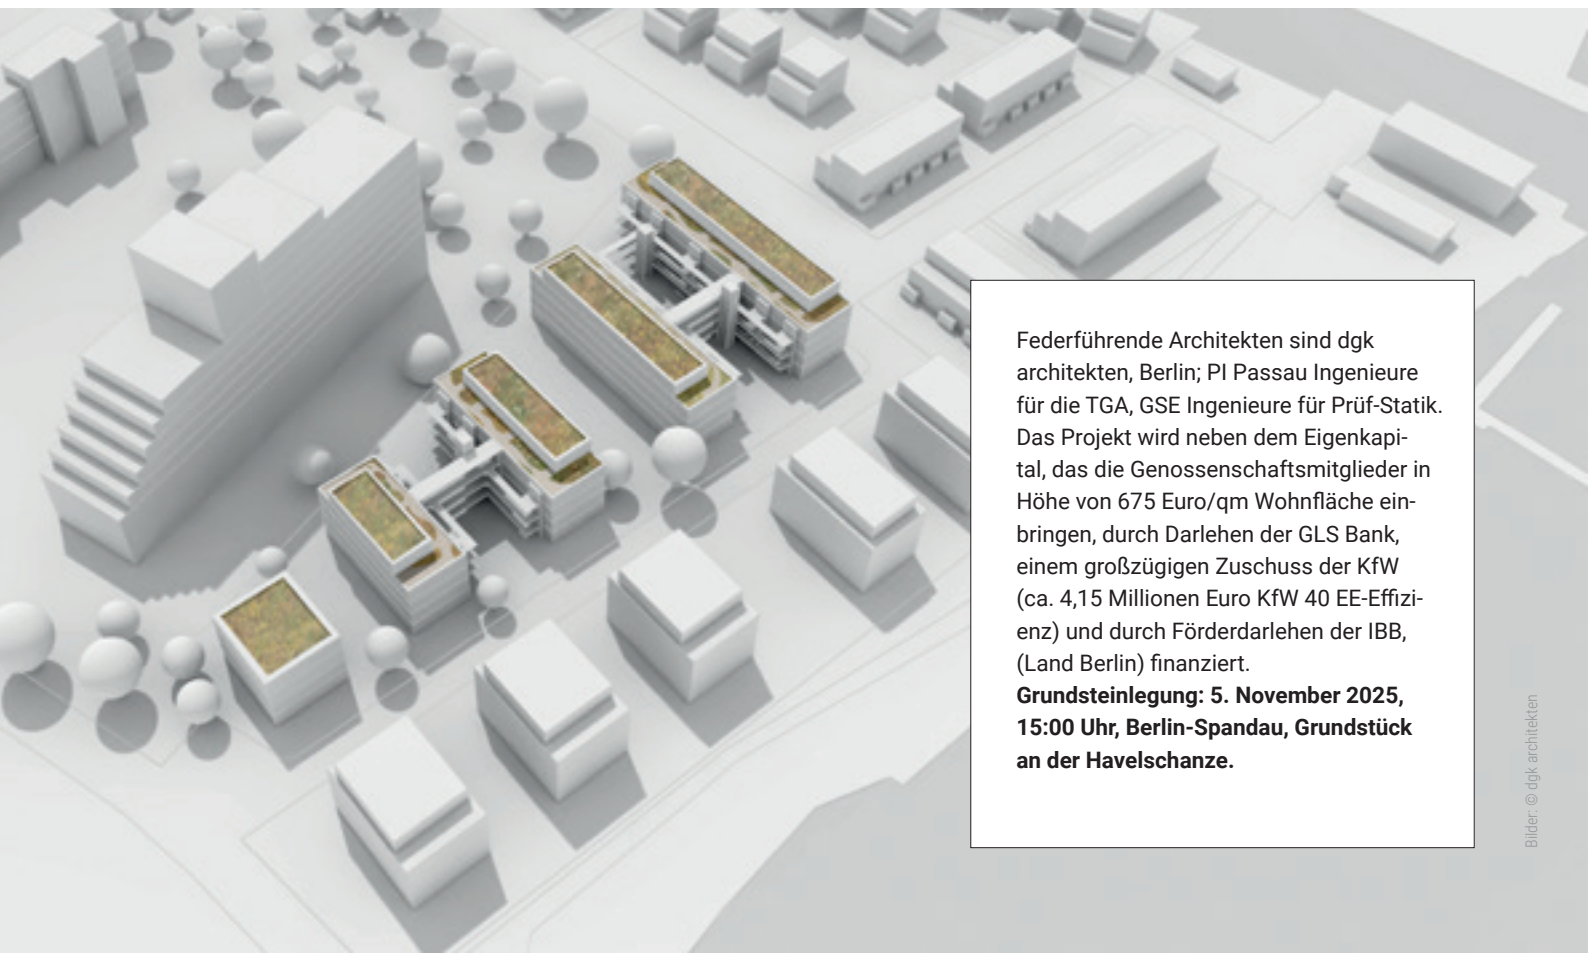 Federführende Architekten sind dgk
architekten, Berlin; PI Passau Ingenieure
für die TGA, GSE Ingenieure für Prüf-Statik.
Das Projekt wird neben dem Eigenkapi-
tal, das die Genossenschaftsmitglieder in
Höhe von 675 Euro/qm Wohnfläche ein-
bringen, durch Darlehen der GLS Bank,
einem großzügigen Zuschuss der KfW
(ca. 4,15 Millionen Euro KfW 40 EE-Effizi-
enz) und durch Förderdarlehen der IBB,
(Land Berlin) finanziert.
Grundsteinlegung: 5. November 2025,
15:00 Uhr, Berlin-Spandau, Grundstück
an der Havelschanze.
Bilder: © dgk architekten